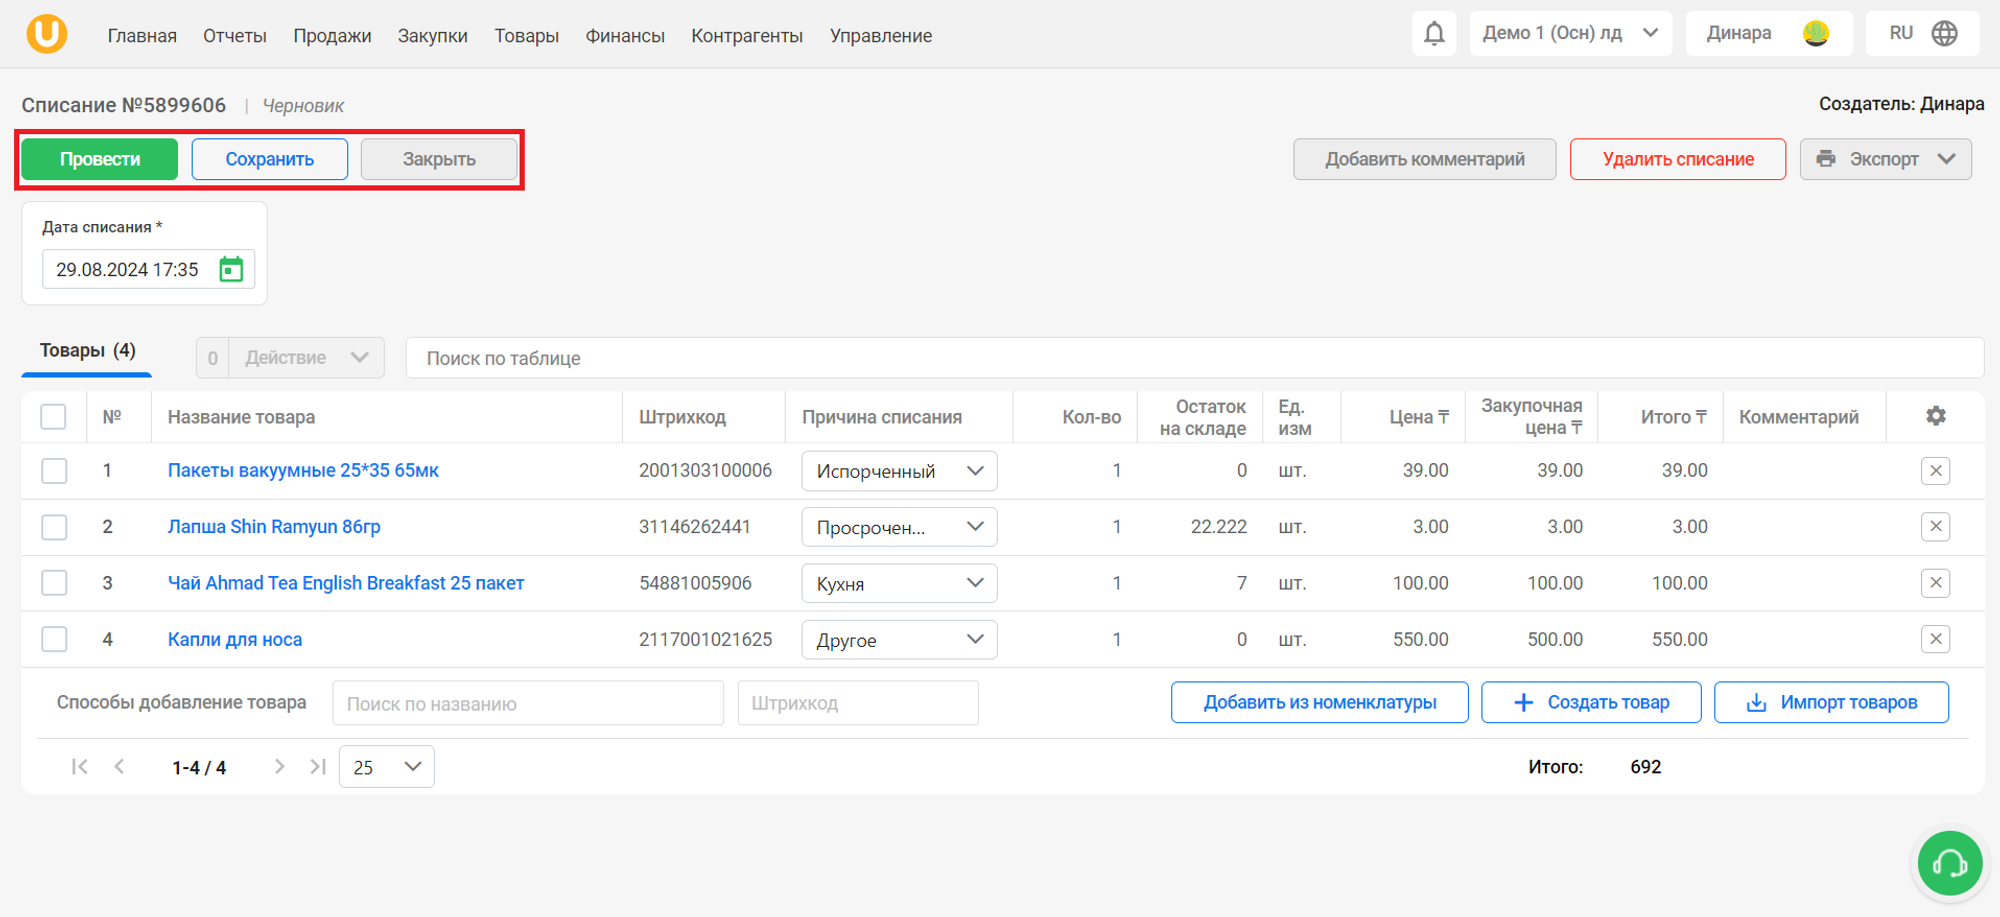 U Главная Отчеты Продажи Закупки Товары Финансы Контрагенты Управление Демо 1 (Осн) лд Динара RU
Списание №5899606 | Черновик Создатель: Динара
Провести Сохранить Закрыть Добавить комментарий Удалить списание Экспорт
Дата списания *
29.08.2024 17:35
Товары (4) 0 Действие Поиск по таблице
№ Название товара Штрихкод Причина списания Кол-во Остаток на складе Ед. изм Цена ₸ Закупочная цена ₸ Итого ₸ Комментарий
1 Пакеты вакуумные 25*35 65мк 2001303100006 Испорченный 1 0 шт. 39.00 39.00 39.00
2 Лапша Shin Ramyun 86гр 31146262441 Просрочен... 1 22.222 шт. 3.00 3.00 3.00
3 Чай Ahmad Tea English Breakfast 25 пакет 54881005906 Кухня 1 7 шт. 100.00 100.00 100.00
4 Капли для носа 2117001021625 Другое 1 0 шт. 550.00 500.00 550.00
Способы добавление товара Поиск по названию Штрихкод Добавить из номенклатуры + Создать товар Импорт товаров
1-4 / 4 25 Итого: 692